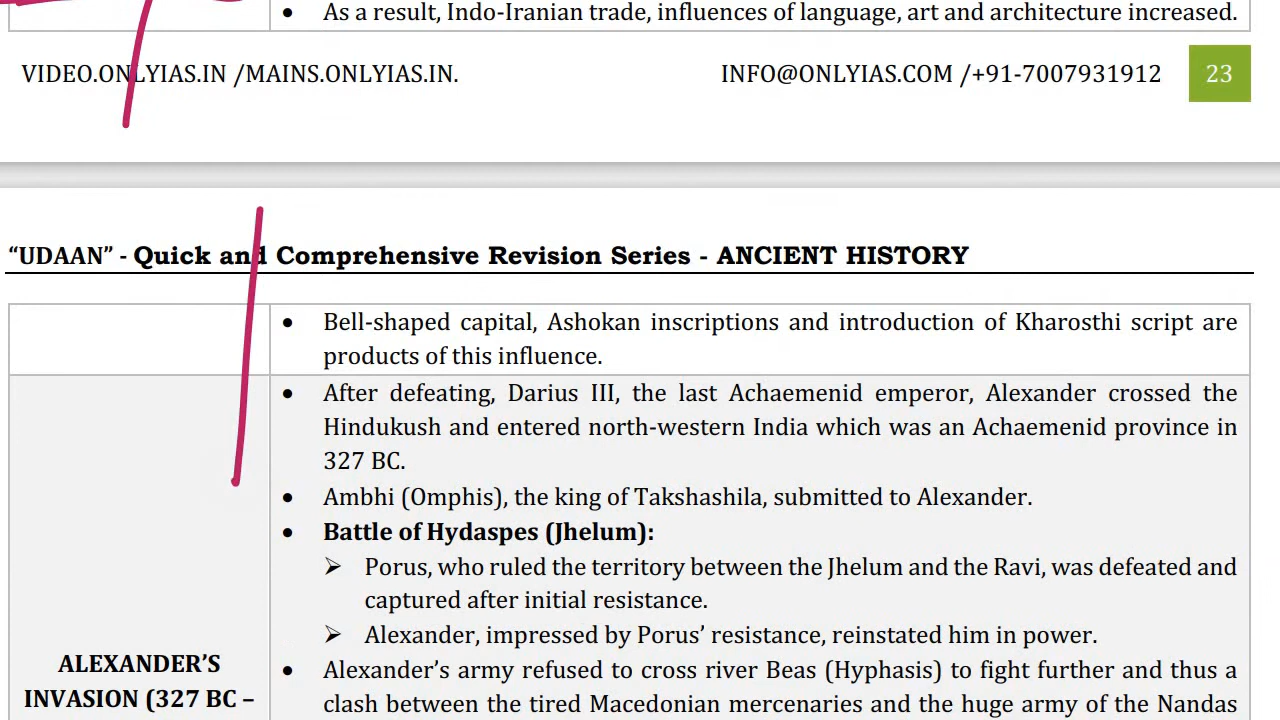 • As a result, Indo-Iranian trade, influences of language, art and architecture increased.
VIDEO.ONLYIAS.IN /MAINS.ONLYIAS.IN. INFO@ONLYIAS.COM /+91-7007931912 23
“UDAAN” - Quick and Comprehensive Revision Series - ANCIENT HISTORY
• Bell-shaped capital, Ashokan inscriptions and introduction of Kharosthi script are
products of this influence.
• After defeating, Darius III, the last Achaemenid emperor, Alexander crossed the
Hindukush and entered north-western India which was an Achaemenid province in
327 BC.
• Ambhi (Omphis), the king of Takshashila, submitted to Alexander.
• Battle of Hydaspes (Jhelum):
➢ Porus, who ruled the territory between the Jhelum and the Ravi, was defeated and
captured after initial resistance.
➢ Alexander, impressed by Porus’ resistance, reinstated him in power.
ALEXANDER’S
INVASION (327 BC –
• Alexander’s army refused to cross river Beas (Hyphasis) to fight further and thus a
clash between the tired Macedonian mercenaries and the huge army of the Nandas